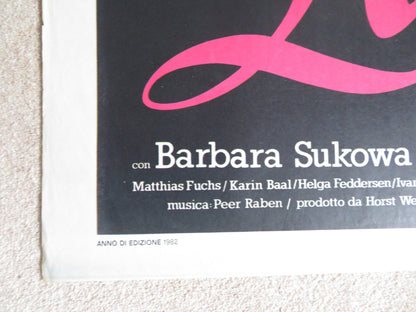 con Barbara Sukowa
Matthias Fuchs/Karin Baal/Helga Feddersen/Ivan
musica: Peer Raben / prodotto da Horst We
ANNO DI EDIZIONE 1982